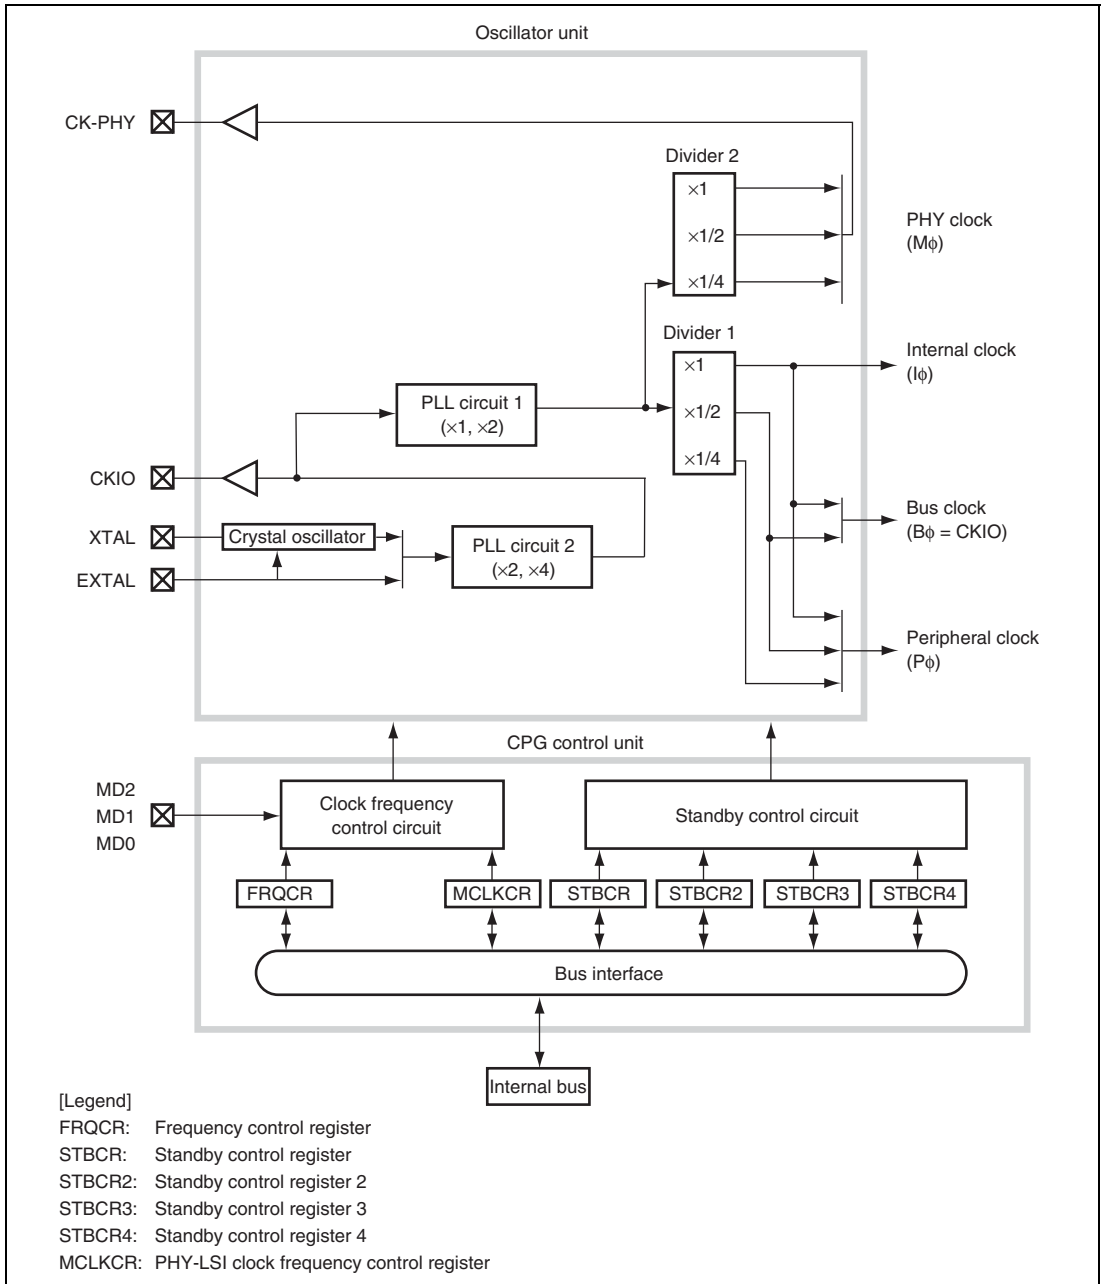 Oscillator unit
CK-PHY
Divider 2
×1
×1/2
×1/4
PHY clock
(Mϕ)
Divider 1
×1
×1/2
×1/4
Internal clock
(Iϕ)
PLL circuit 1
(×1, ×2)
CKIO
Bus clock
(Bϕ = CKIO)
XTAL
Crystal oscillator
EXTAL
PLL circuit 2
(×2, ×4)
Peripheral clock
(Pϕ)
CPG control unit
MD2
MD1
MD0
Clock frequency
control circuit
Standby control circuit
FRQCR
MCLKCR
STBCR
STBCR2
STBCR3
STBCR4
Bus interface
Internal bus
[Legend]
FRQCR: Frequency control register
STBCR: Standby control register
STBCR2: Standby control register 2
STBCR3: Standby control register 3
STBCR4: Standby control register 4
MCLKCR: PHY-LSI clock frequency control register